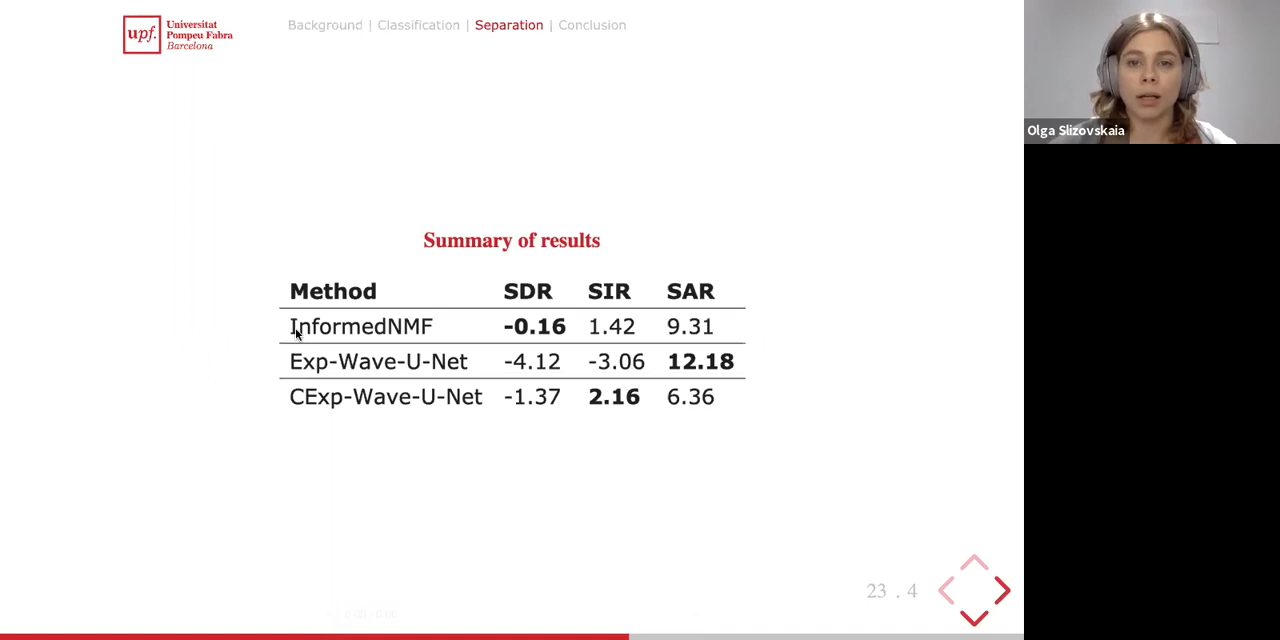 upf.
Universitat
Pompeu Fabra
Barcelona
Background | Classification | Separation | Conclusion
Olga Slizovskaia
Summary of results
Method SDR SIR SAR
InformedNMF -0.16 1.42 9.31
Exp-Wave-U-Net -4.12 -3.06 12.18
CExp-Wave-U-Net -1.37 2.16 6.36
23 . 4